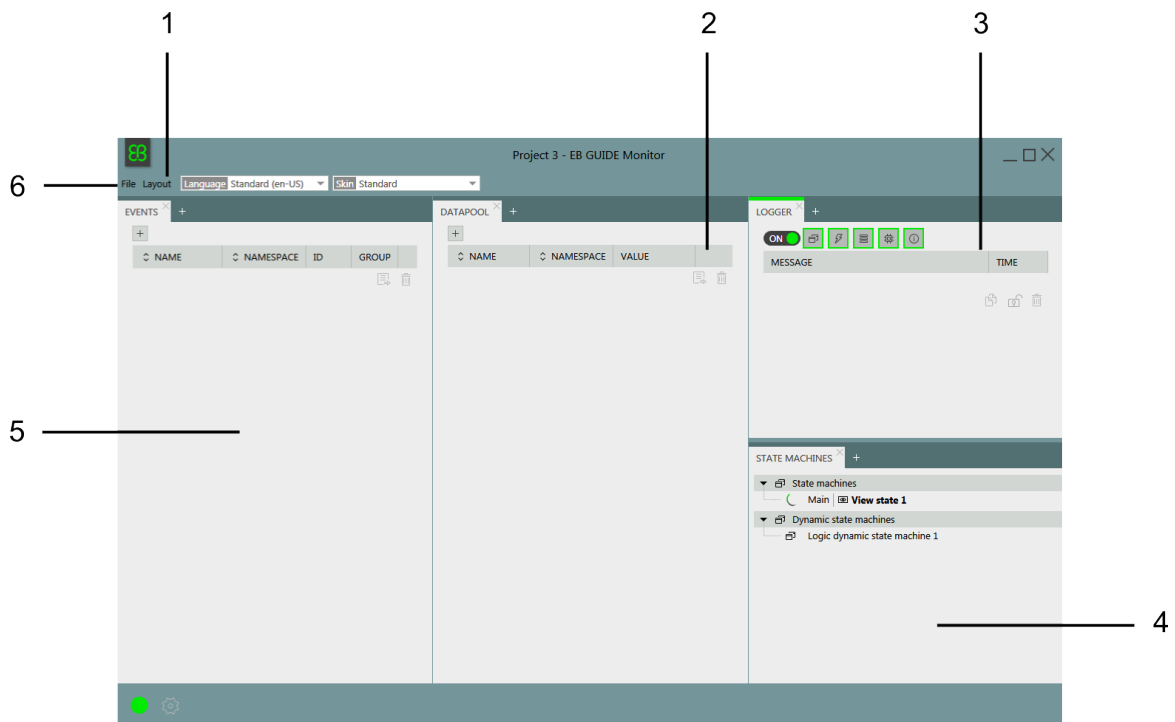 1 2 3
EB
Project 3 - EB GUIDE Monitor
6
File Layout Language Standard (en-US) Skin Standard
EVENTS × +
DATAPOOL × +
LOGGER × +
+
+
ON
NAME NAMESPACE ID GROUP
NAME NAMESPACE VALUE
MESSAGE TIME
5
STATE MACHINES × +
State machines
Main View state 1
Dynamic state machines
Logic dynamic state machine 1
4